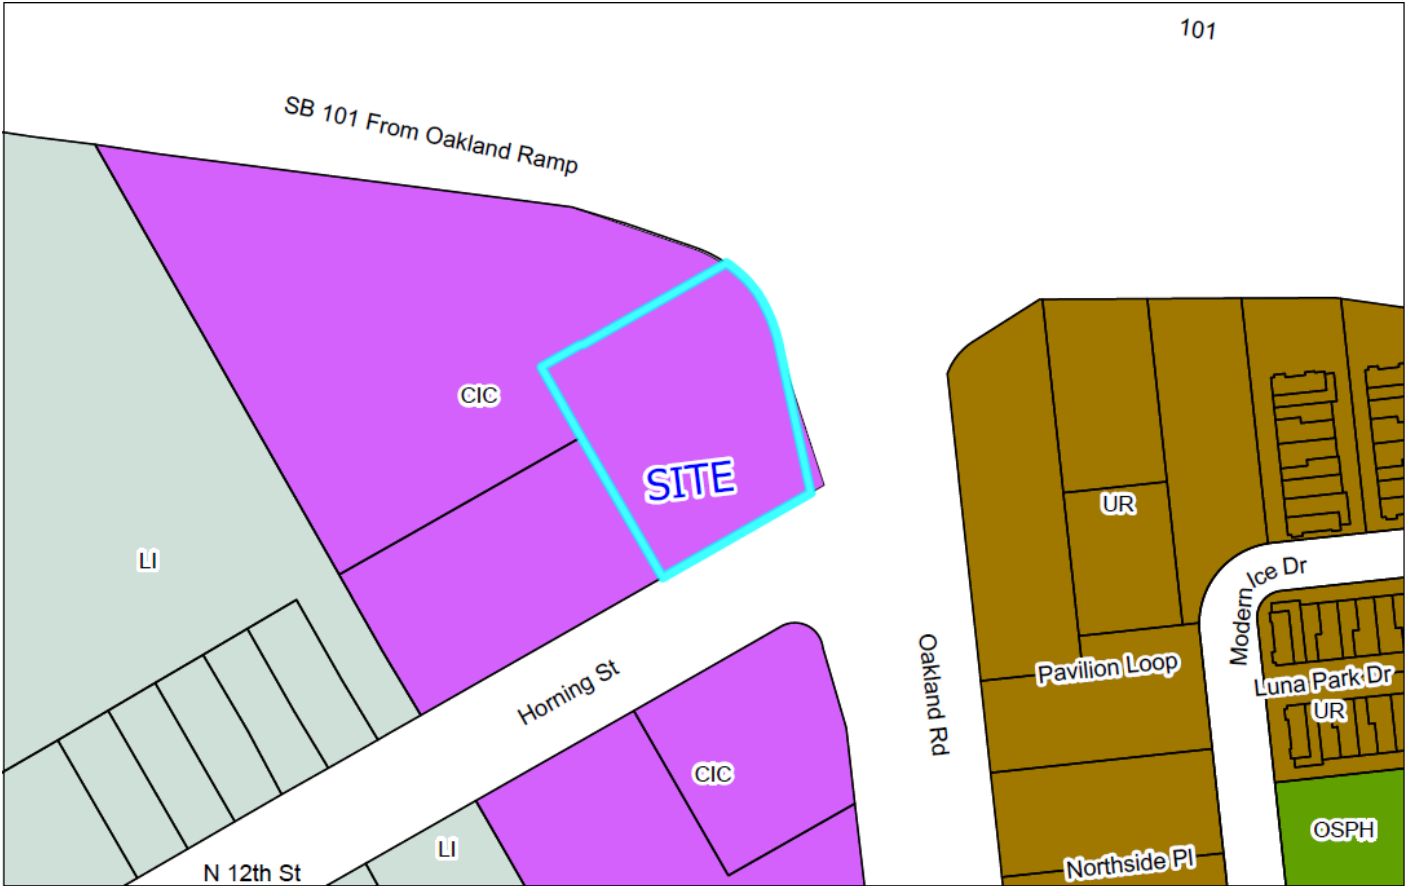 101
SB 101 From Oakland Ramp
CIC
SITE
UR
LI
Modern Ice Dr
Oakland Rd
Pavilion Loop
Horning St
Luna Park Dr
UR
CIC
OSPH
LI
Northside Pl
N 12th St